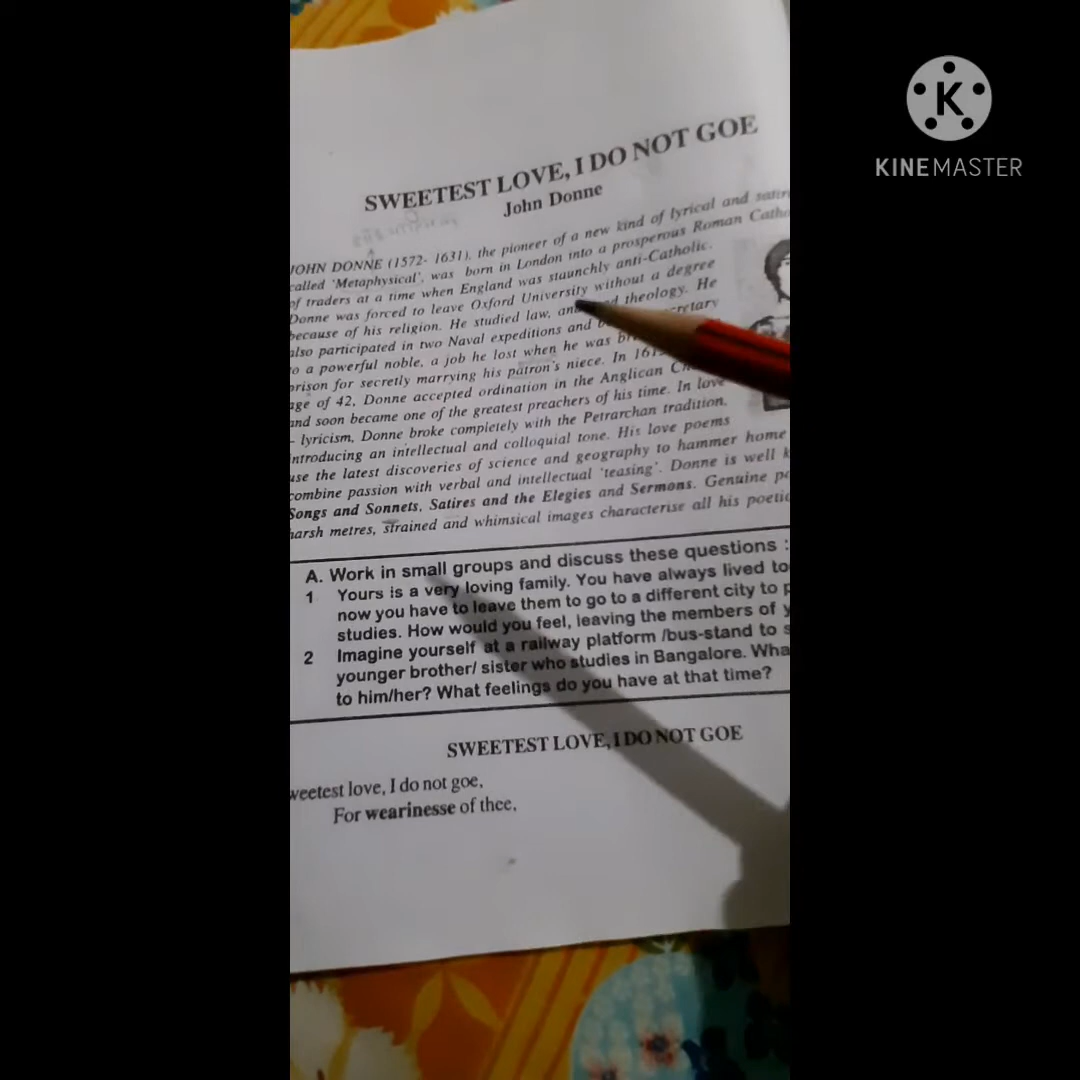 SWEETEST LOVE, I DO NOT GOE
John Donne
JOHN DONNE (1572- 1631), the pioneer of a new kind of lyrical and
called 'Metaphysical', was born in London into a prosperous Roman
of traders at a time when England was staunchly anti-Catholic.
Donne was forced to leave Oxford University without a degree
because of his religion. He studied law, theology. He
also participated in two Naval expeditions and
to a powerful noble, a job he lost when he was
prison for secretly marrying his patron's niece. In
age of 42, Donne accepted ordination in the Anglican
and soon became one of the greatest preachers of his time. In love
- lyricism, Donne broke completely with the Petrarchan tradition,
introducing an intellectual and colloquial tone. His love poems
use the latest discoveries of science and geography to hammer home
combine passion with verbal and intellectual 'teasing'. Donne is well
Songs and Sonnets, Satires and the Elegies and Sermons. Genuine
harsh metres, strained and whimsical images characterise all his
A. Work in small groups and discuss these questions :
1 Yours is a very loving family. You have always lived
now you have to leave them to go to a different city to
studies. How would you feel, leaving the members of
2 Imagine yourself at a railway platform /bus-stand to
younger brother/ sister who studies in Bangalore.
to him/her? What feelings do you have at that time?
SWEETEST LOVE, I DO NOT GOE
weetest love, I do not goe,
For wearinesse of thee,
K
KINEMASTER